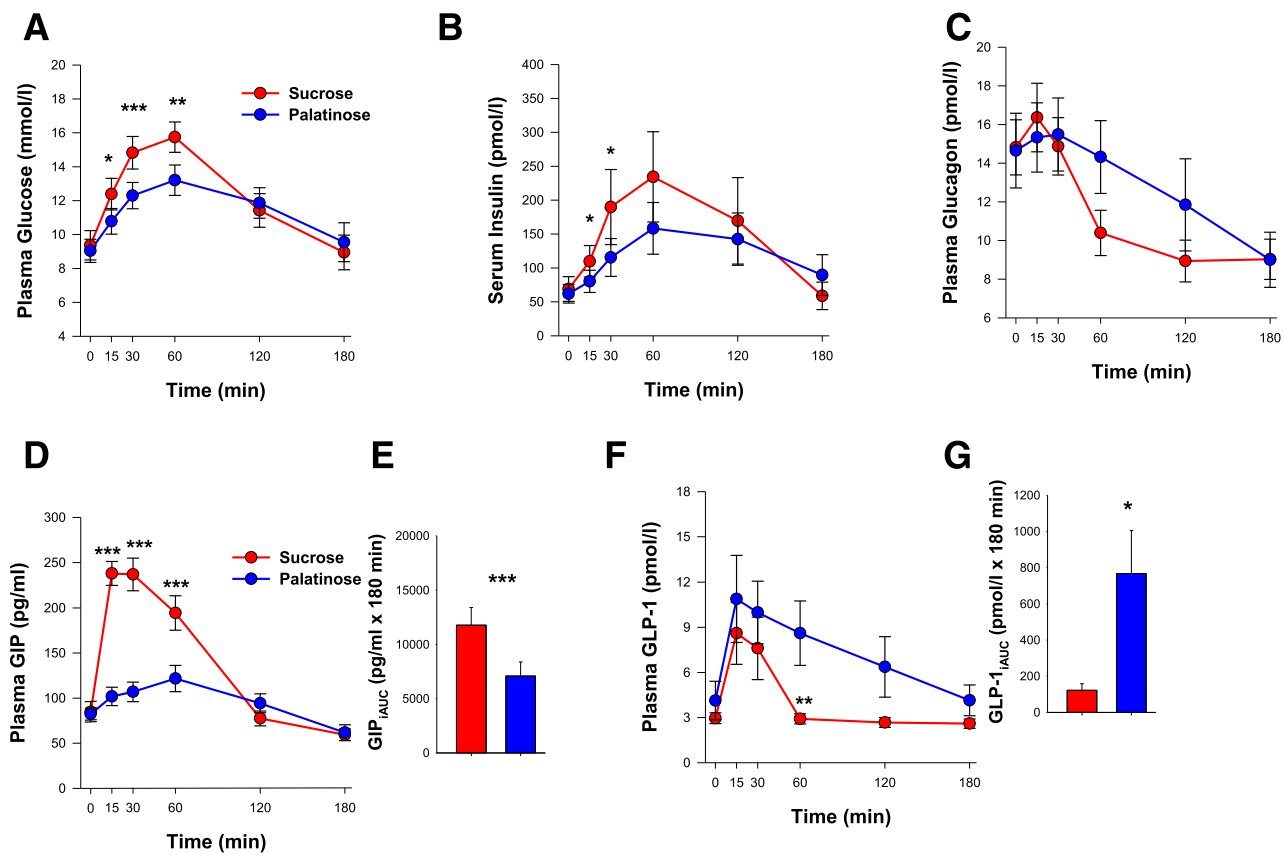 A
Plasma Glucose (mmol/l)
20
18
16
14
12
10
8
6
4
*
***
**
Sucrose
Palatinose
0 15 30 60 120 180
Time (min)
B
Serum Insulin (pmol/l)
400
350
300
250
200
150
100
50
0
*
*
0 15 30 60 120 180
Time (min)
C
Plasma Glucagon (pmol/l)
20
18
16
14
12
10
8
6
0 15 30 60 120 180
Time (min)
D
Plasma GIP (pg/ml)
300
250
200
150
100
50
0
*** ***
***
Sucrose
Palatinose
0 15 30 60 120 180
Time (min)
E
GIPiAUC (pg/ml x 180 min)
20000
15000
10000
5000
0
***
F
Plasma GLP-1 (pmol/l)
18
15
12
9
6
3
0
**
0 15 30 60 120 180
Time (min)
G
GLP-1iAUC (pmol/l x 180 min)
1200
1000
800
600
400
200
0
*